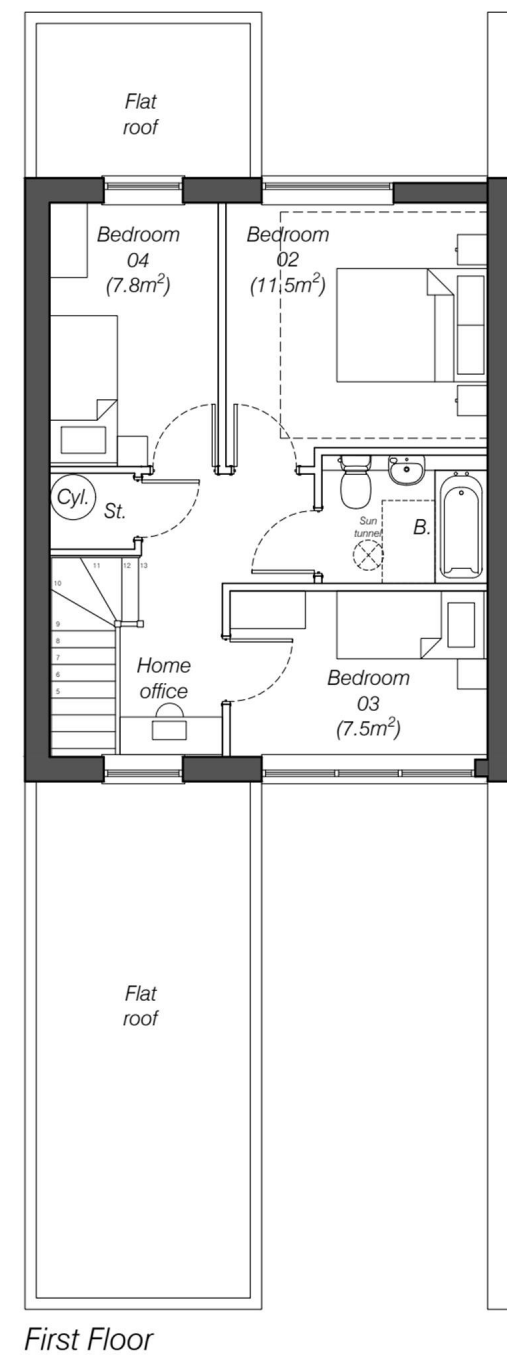 Flat
roof
Bedroom
04
(7.8m²)
Bedroom
02
(11.5m²)
Cyl.
St.
Sun
tunnel
B.
10
11
12
13
9
8
7
6
5
Home
office
Bedroom
03
(7.5m²)
Flat
roof
First Floor